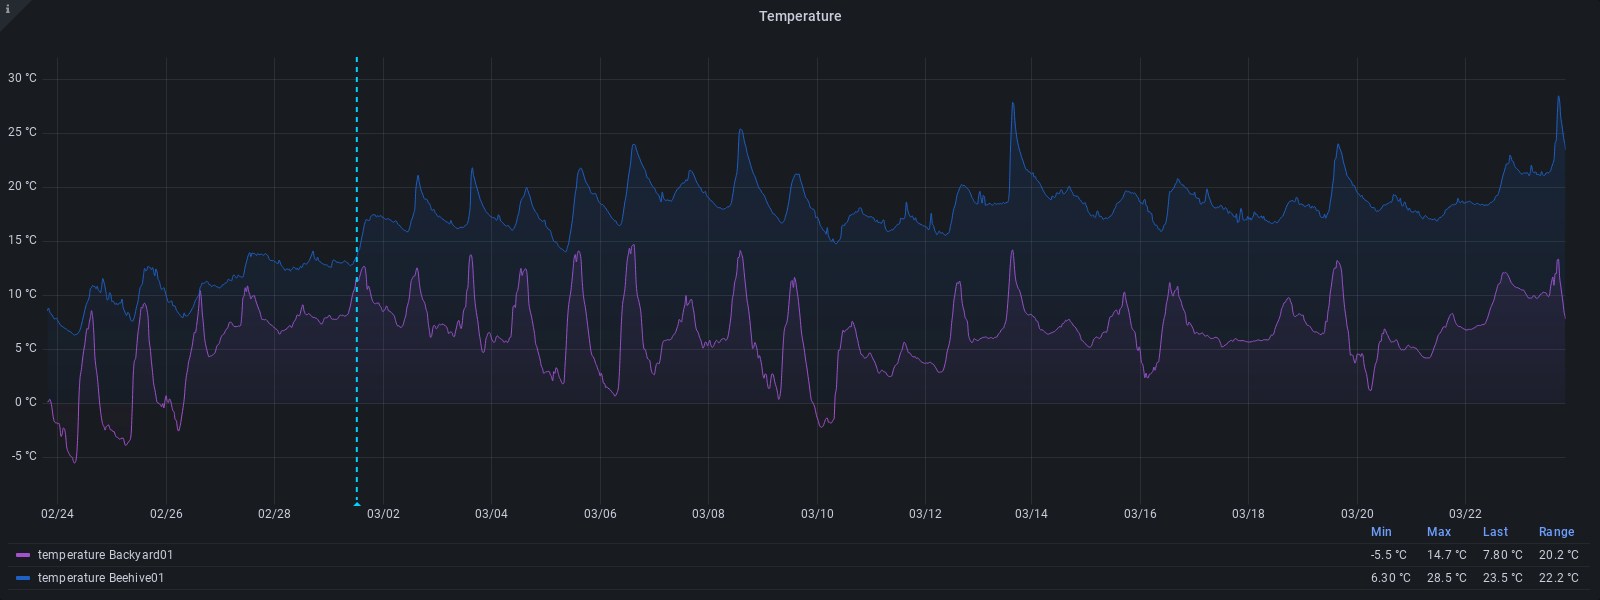 i
Temperature
30 °C
25 °C
20 °C
15 °C
10 °C
5 °C
0 °C
-5 °C
02/24 02/26 02/28 03/02 03/04 03/06 03/08 03/10 03/12 03/14 03/16 03/18 03/20 03/22
Min Max Last Range
temperature Backyard01 -5.5 °C 14.7 °C 7.80 °C 20.2 °C
temperature Beehive01 6.30 °C 28.5 °C 23.5 °C 22.2 °C